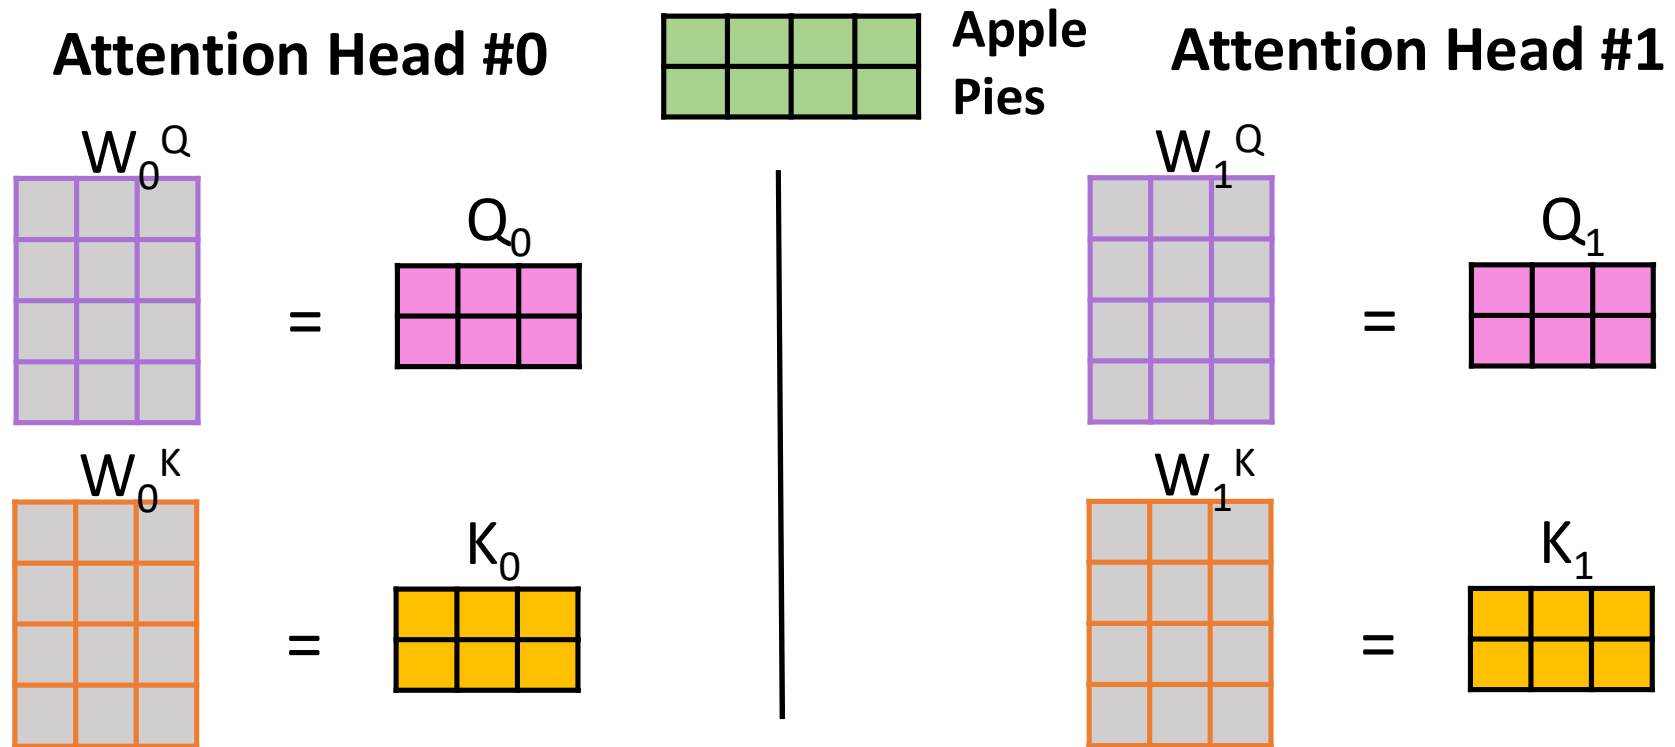 Attention Head #0
Apple
Pies
Attention Head #1
W₀Q
Q₀
=
W₀K
K₀
=
W₁Q
Q₁
=
W₁K
K₁
=